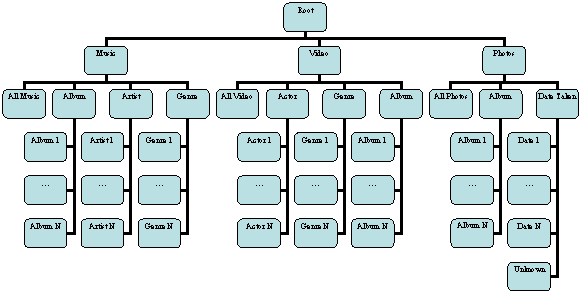 Root
Music Video Photos
All Music Album Artist Genre All Video Actor Genre Album All Photos Album Date Taken
Album 1 Artist1 Genre 1 Actor 1 Genre 1 Album 1 Album 1 Date 1
... ... ... ... ... ... ... ...
Album N Artist N Genre N Actor N Genre N Album N Album N Date N
Unknown